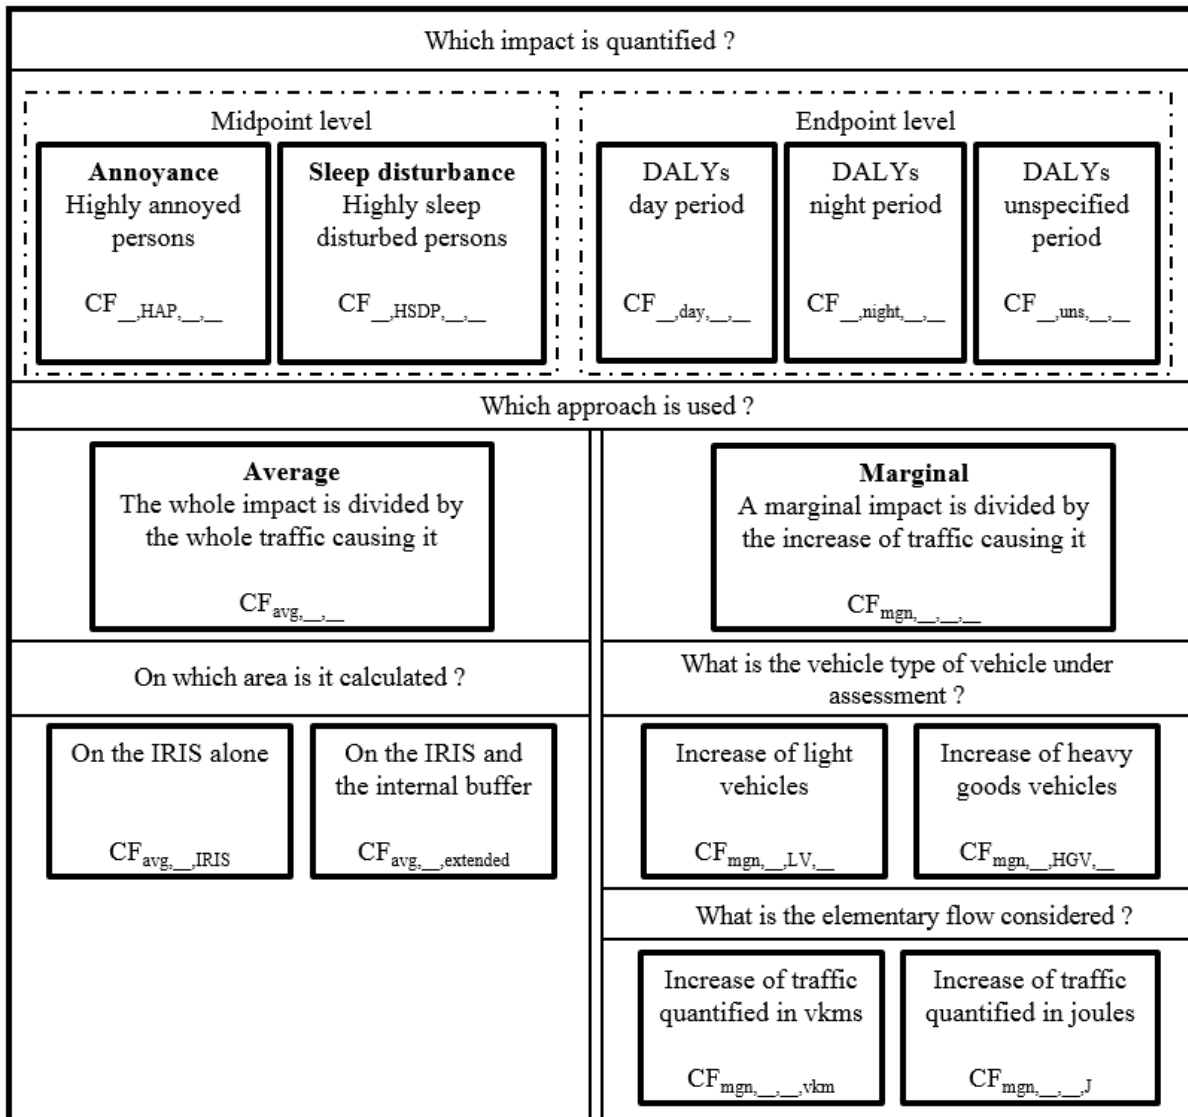 Which impact is quantified ?
Midpoint level
Annoyance
Highly annoyed
persons
CF__,HAP,__,__
Sleep disturbance
Highly sleep
disturbed persons
CF__,HSDP,__,__
Endpoint level
DALYs
day period
CF__,day,__,__
DALYs
night period
CF__,night,__,__
DALYs
unspecified
period
CF__,uns,__,__
Which approach is used ?
Average
The whole impact is divided by
the whole traffic causing it
CFavg,__,__
On which area is it calculated ?
On the IRIS alone
CFavg,__,IRIS
On the IRIS and
the internal buffer
CFavg,__,extended
Marginal
A marginal impact is divided by
the increase of traffic causing it
CFmgn,__,__,__
What is the vehicle type of vehicle under
assessment ?
Increase of light
vehicles
CFmgn,__,LV,__
Increase of heavy
goods vehicles
CFmgn,__,HGV,__
What is the elementary flow considered ?
Increase of traffic
quantified in vkms
CFmgn,__,__,vkm
Increase of traffic
quantified in joules
CFmgn,__,__,J